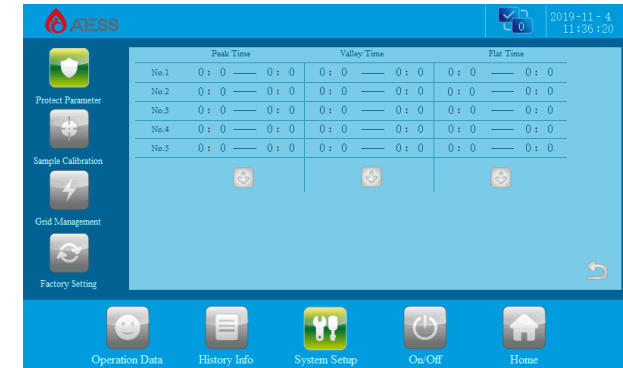 ATESS
0
2019-11-4
11:36:20
Peak Time Valley Time Flat Time
No.1 0: 0 — 0: 0 0: 0 — 0: 0 0: 0 — 0: 0
No.2 0: 0 — 0: 0 0: 0 — 0: 0 0: 0 — 0: 0
No.3 0: 0 — 0: 0 0: 0 — 0: 0 0: 0 — 0: 0
No.4 0: 0 — 0: 0 0: 0 — 0: 0 0: 0 — 0: 0
No.5 0: 0 — 0: 0 0: 0 — 0: 0 0: 0 — 0: 0
Protect Parameter
Sample Calibration
Grid Management
Factory Setting
Operation Data History Info System Setup On/Off Home